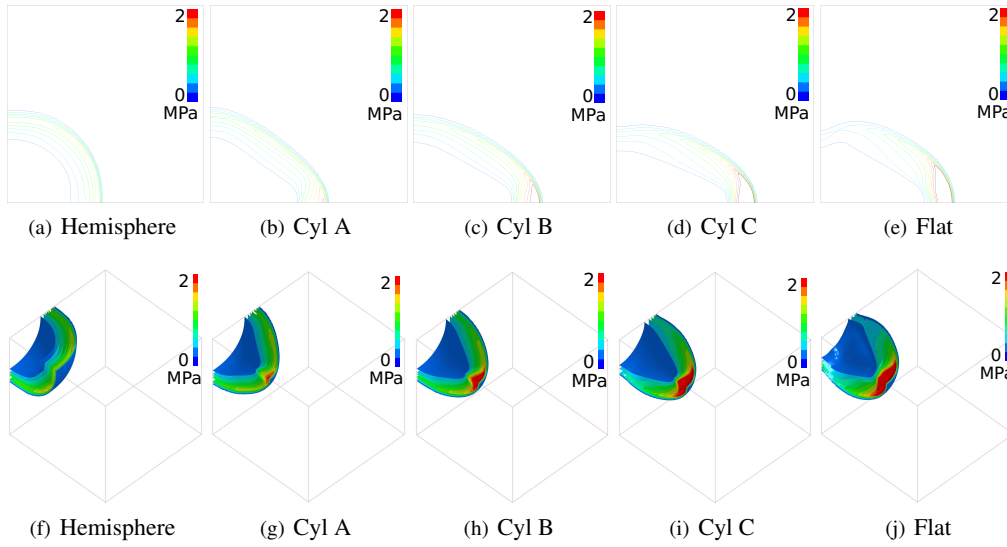 2 2 2 2 2
0 0 0 0 0
MPa MPa MPa MPa MPa
(a) Hemisphere (b) Cyl A (c) Cyl B (d) Cyl C (e) Flat
2 2 2 2 2
0 0 0 0 0
MPa MPa MPa MPa MPa
(f) Hemisphere (g) Cyl A (h) Cyl B (i) Cyl C (j) Flat